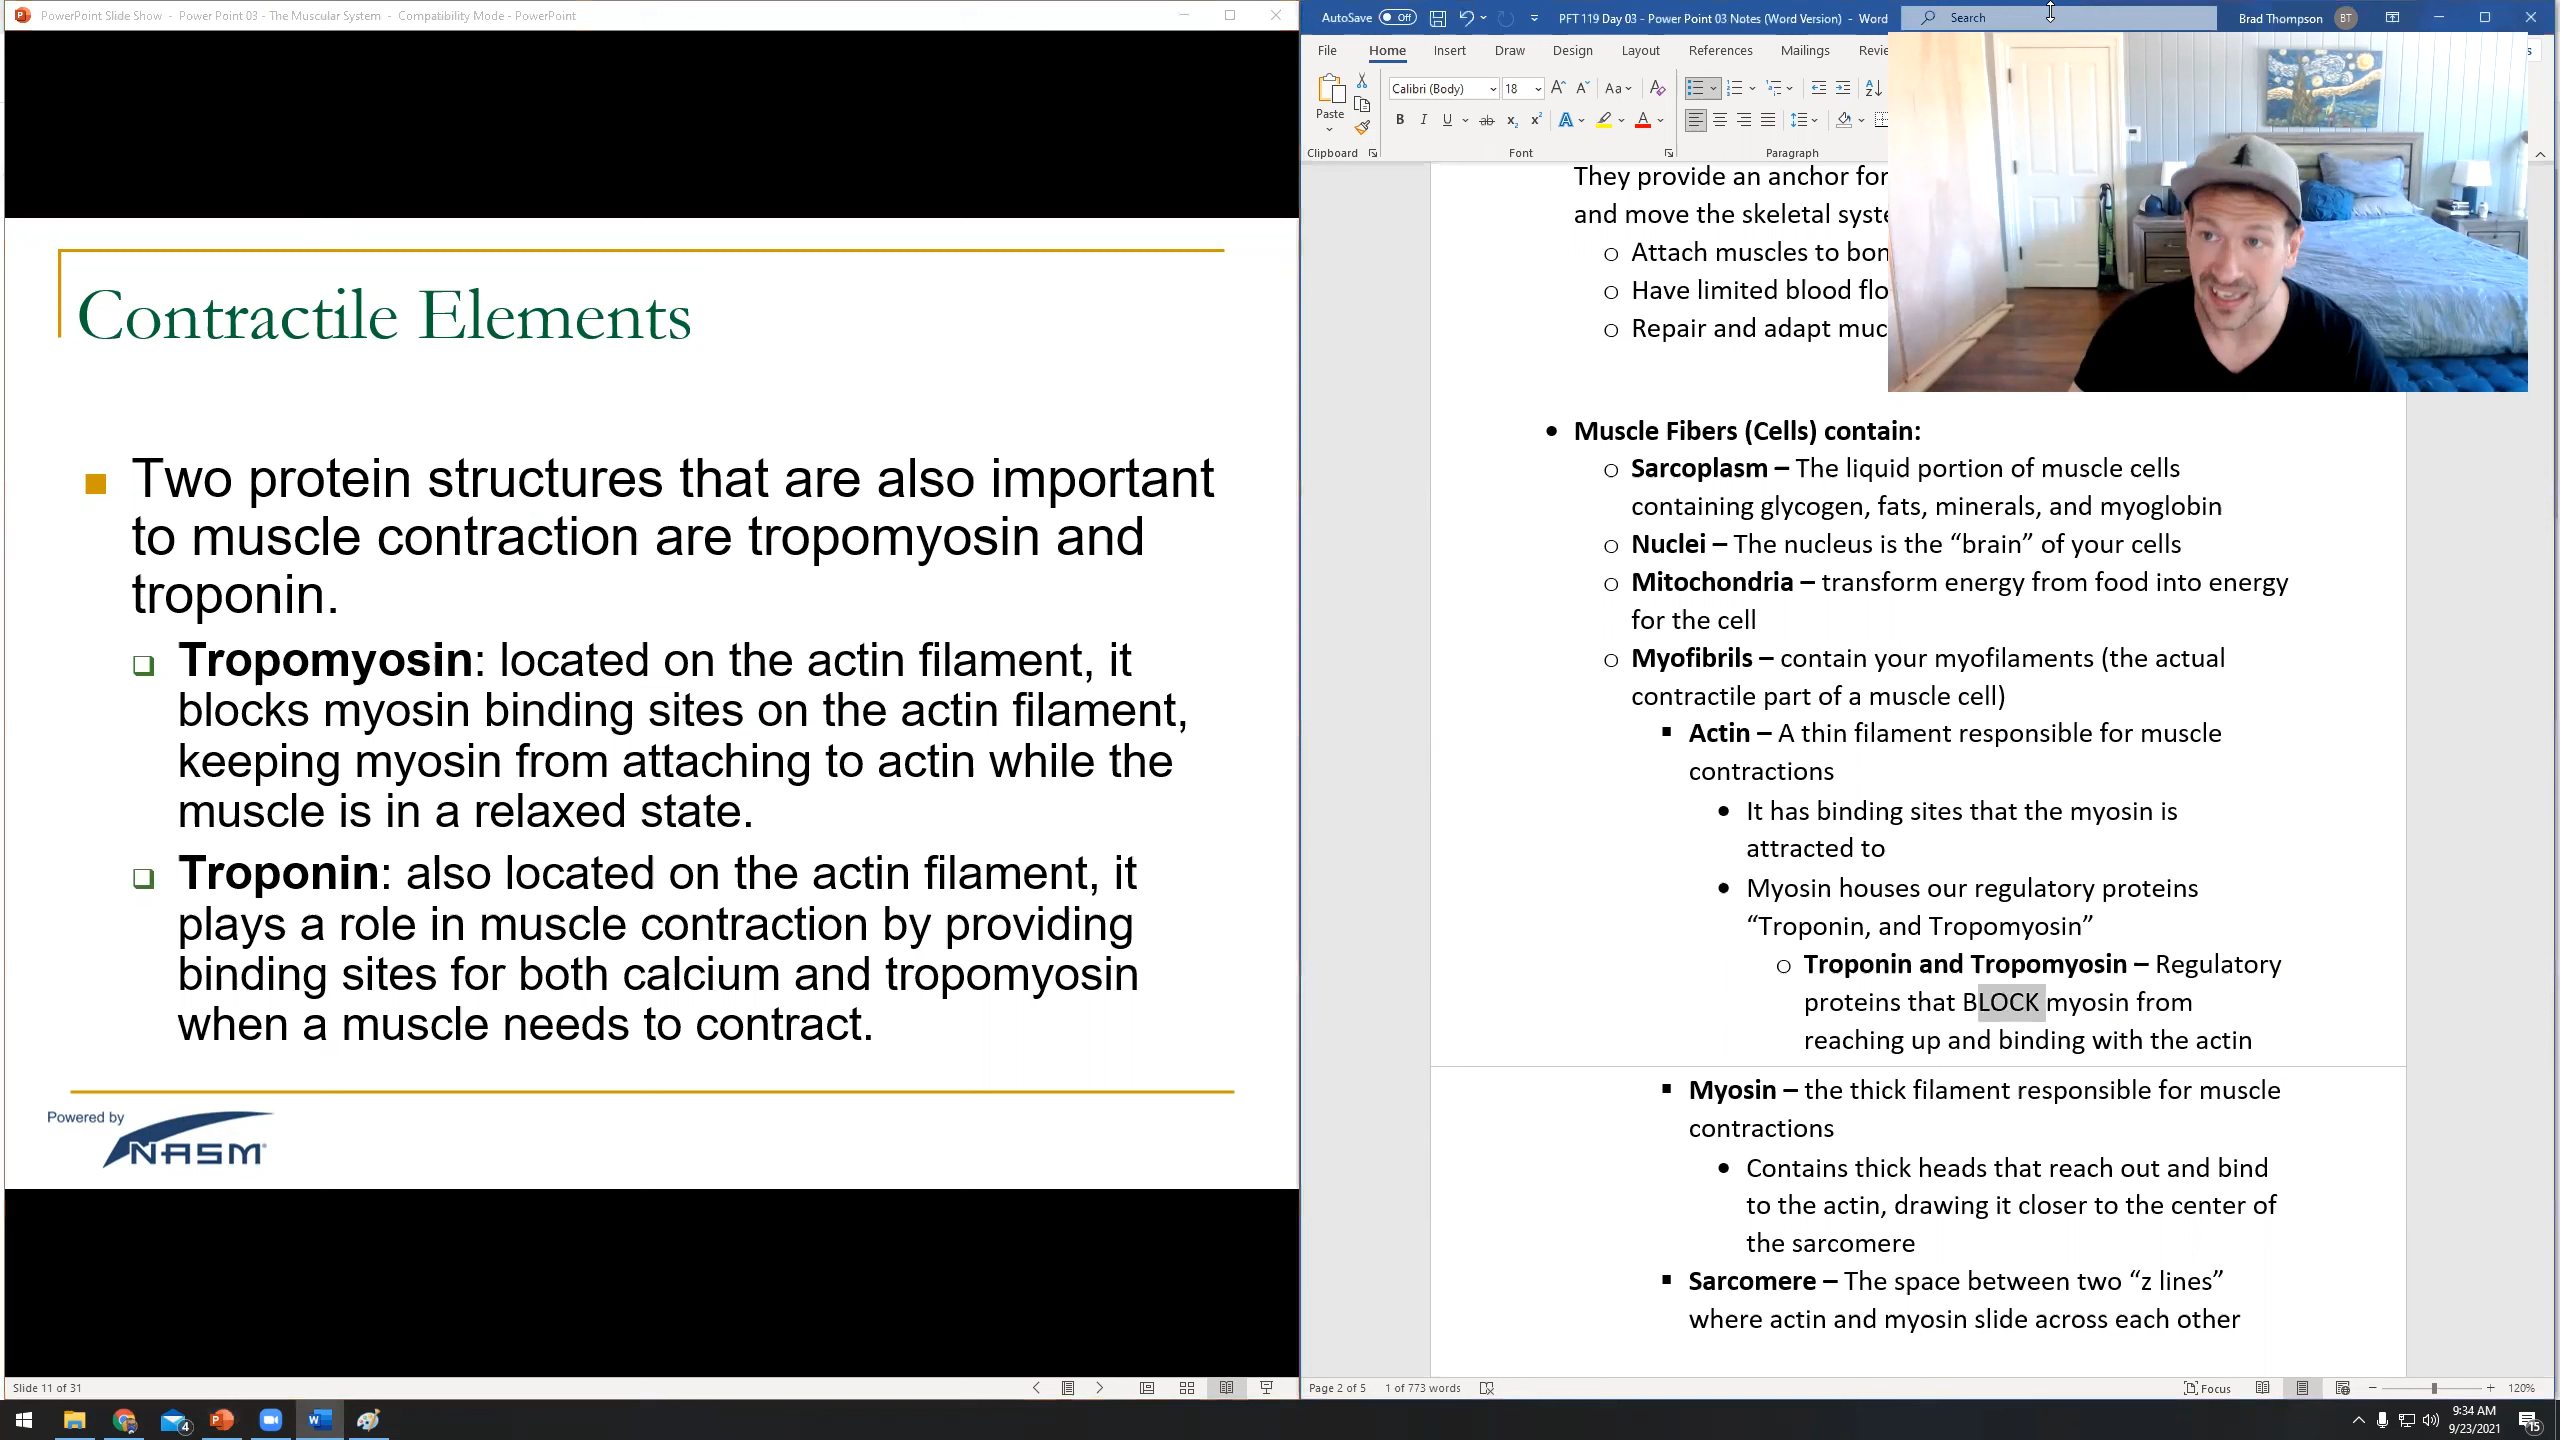 PowerPoint Slide Show - Power Point 03 - The Muscular System - Compatibility Mode - PowerPoint
Contractile Elements
Two protein structures that are also important
to muscle contraction are tropomyosin and
troponin.
Tropomyosin: located on the actin filament, it
blocks myosin binding sites on the actin filament,
keeping myosin from attaching to actin while the
muscle is in a relaxed state.
Troponin: also located on the actin filament, it
plays a role in muscle contraction by providing
binding sites for both calcium and tropomyosin
when a muscle needs to contract.
Powered by
NASM
Slide 11 of 31
AutoSave Off PFT 119 Day 03 - Power Point 03 Notes (Word Version) - Word Search Brad Thompson BT
File Home Insert Draw Design Layout References Mailings
Calibri (Body) 18 Aa
Paste
B I U ab x2 x2 A A
Clipboard Font Paragraph
They provide an anchor for
and move the skeletal
Attach muscles to
Have limited blood
Repair and adapt
Muscle Fibers (Cells) contain:
Sarcoplasm – The liquid portion of muscle cells
containing glycogen, fats, minerals, and myoglobin
Nuclei – The nucleus is the “brain” of your cells
Mitochondria – transform energy from food into energy
for the cell
Myofibrils – contain your myofilaments (the actual
contractile part of a muscle cell)
Actin – A thin filament responsible for muscle
contractions
It has binding sites that the myosin is
attracted to
Myosin houses our regulatory proteins
“Troponin, and Tropomyosin”
Troponin and Tropomyosin – Regulatory
proteins that BLOCK myosin from
reaching up and binding with the actin
Myosin – the thick filament responsible for muscle
contractions
Contains thick heads that reach out and bind
to the actin, drawing it closer to the center of
the sarcomere
Sarcomere – The space between two “z lines”
where actin and myosin slide across each other
Page 2 of 5 1 of 773 words Focus 120%
4
9:34 AM
9/23/2021
15